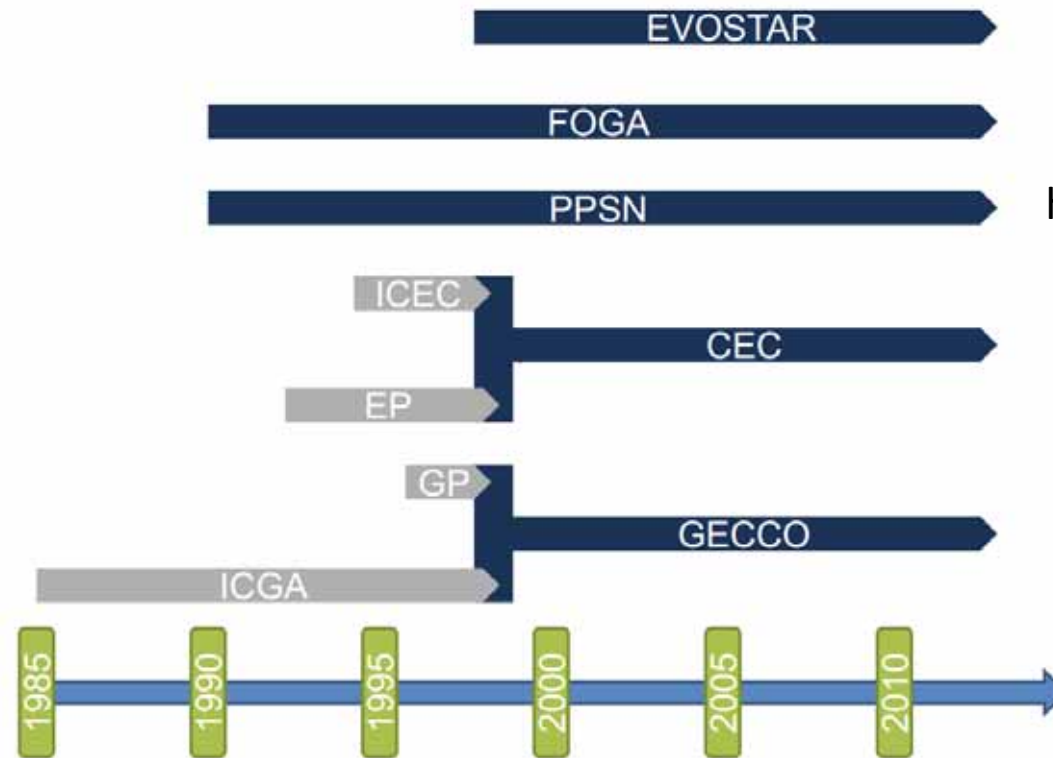 EVOSTAR
FOGA
PPSN
ICEC
CEC
EP
GP
GECCO
ICGA
1985
1990
1995
2000
2005
2010